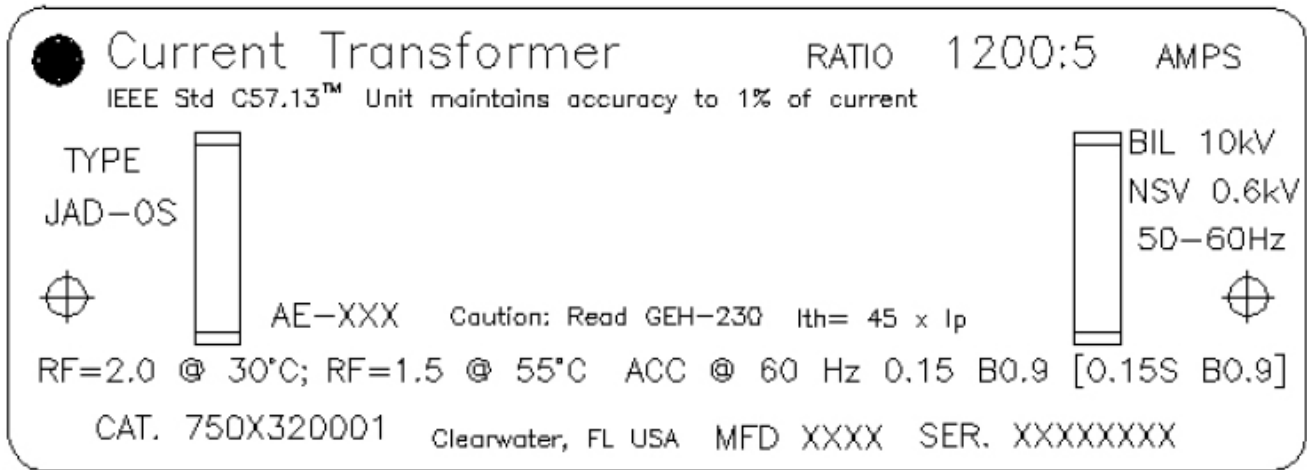 Current Transformer RATIO 1200:5 AMPS
IEEE Std C57.13™ Unit maintains accuracy to 1% of current
TYPE
JAD-0S
BIL 10kV
NSV 0.6kV
50-60Hz
AE-XXX Caution: Read GEH-230 Ith= 45 x Ip
RF=2.0 @ 30°C; RF=1.5 @ 55°C ACC @ 60 Hz 0.15 B0.9 [0.15S B0.9]
CAT. 750X320001 Clearwater, FL USA MFD XXXX SER. XXXXXXXX